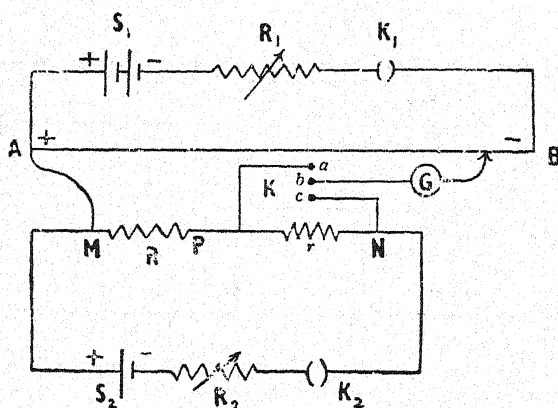 S₁
+ - R₁ K₁
A + - B
a
K b G
c
M R P r N
+ -
S₂ R₂ K₂